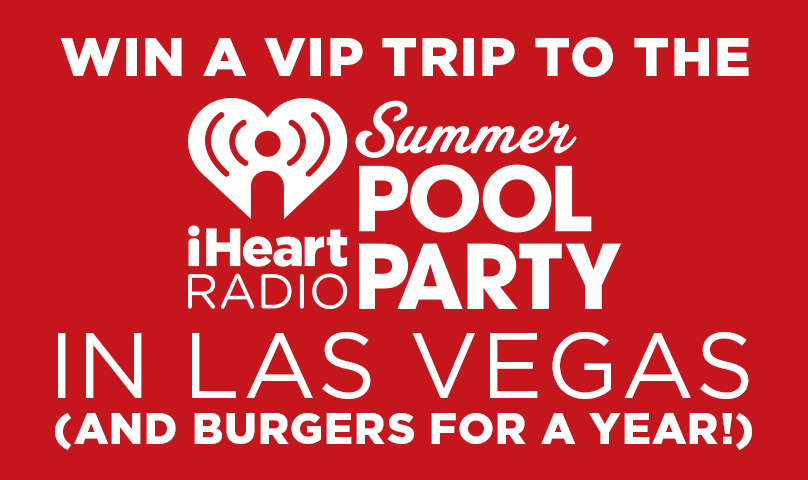 WIN A VIP TRIP TO THE
iHeart
RADIO
Summer
POOL
PARTY
IN LAS VEGAS
(AND BURGERS FOR A YEAR!)